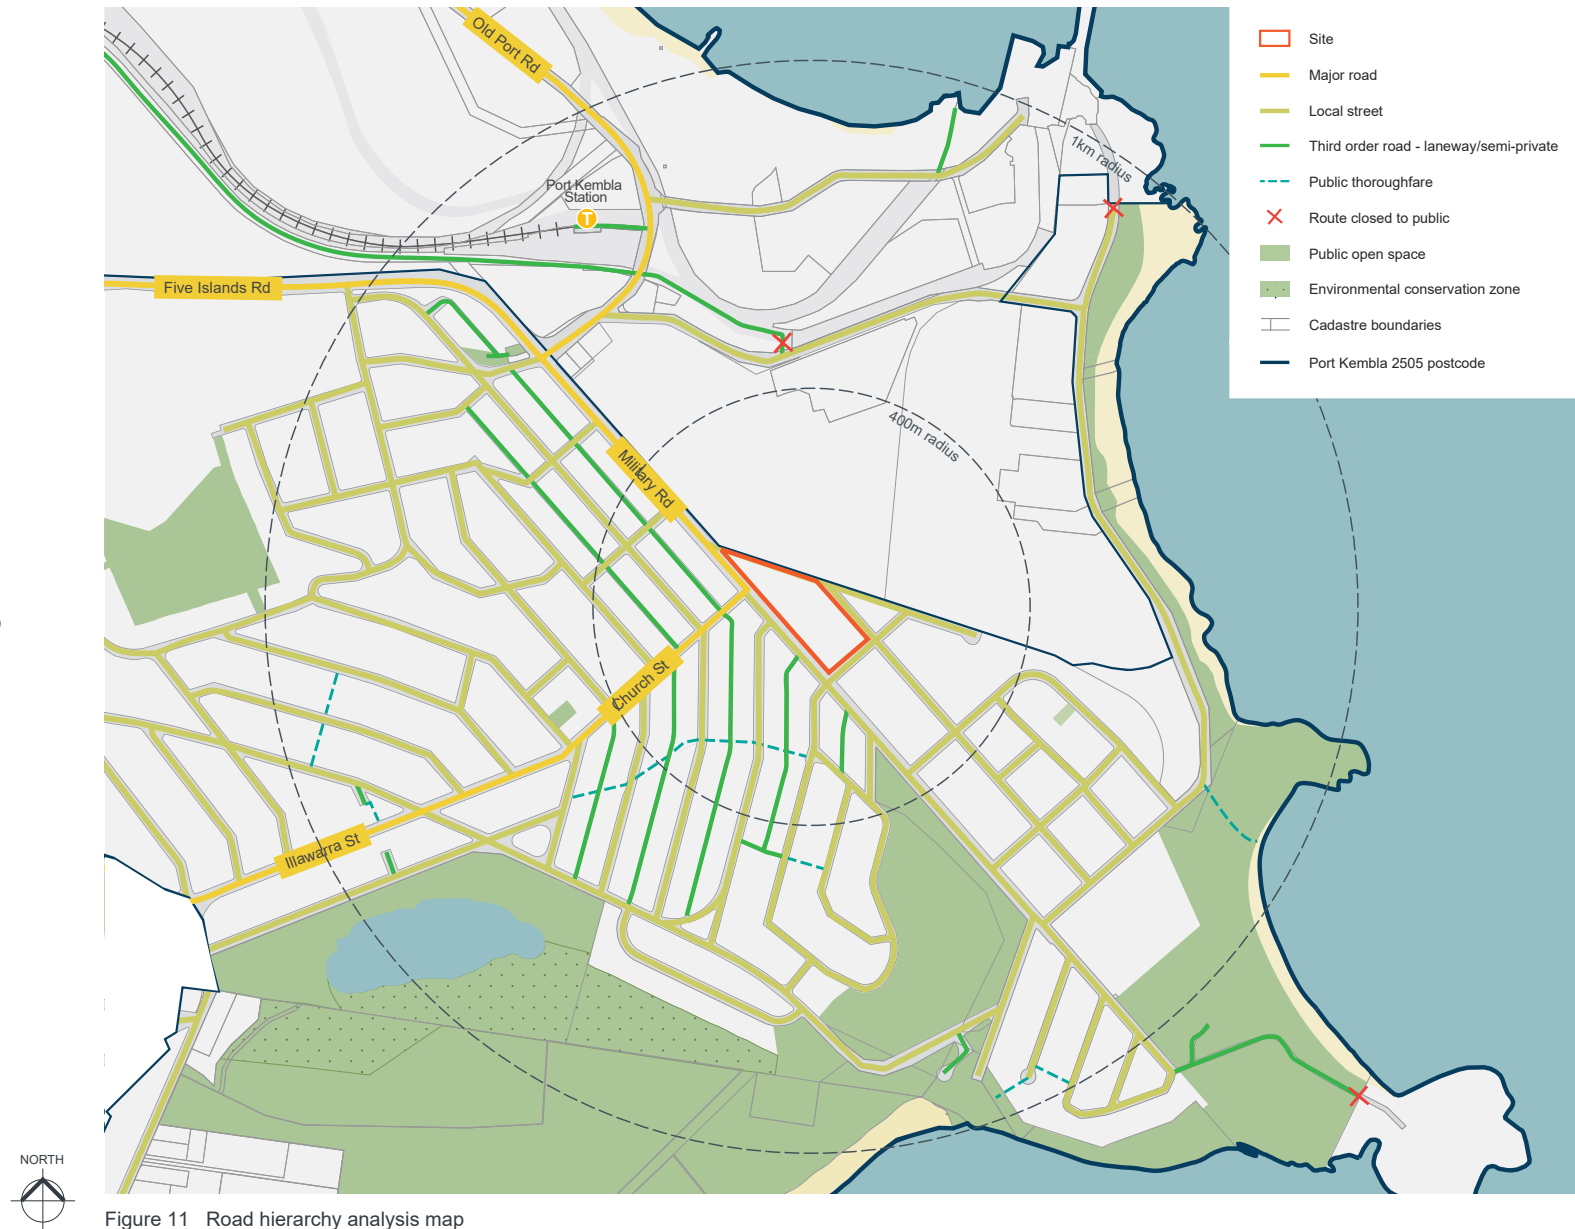 Old Port Rd
Site
Major road
Local street
Third order road - laneway/semi-private
Public thoroughfare
Route closed to public
Public open space
Environmental conservation zone
Cadastre boundaries
Port Kembla 2505 postcode
1km radius
Port Kembla
Station
T
Five Islands Rd
400m radius
Military Rd
Church St
Illawarra St
NORTH
Figure 11 Road hierarchy analysis map